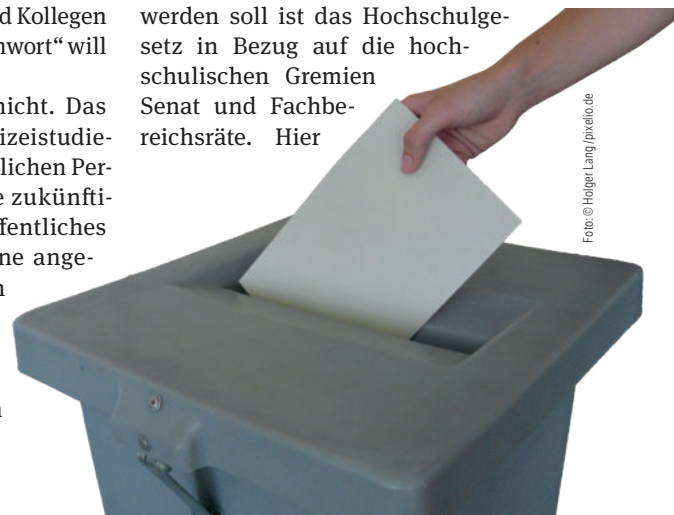 d Kollegen
nwort“ will
nicht. Das
izeistudie-
lichen Per-
e zukünfti-
ffentliches
ne ange-
werden soll ist das Hochschulge-
setz in Bezug auf die hoch-
schulischen Gremien
Senat und Fachbe-
reichsräte. Hier
Foto: © Holger Lang/pixelio.de